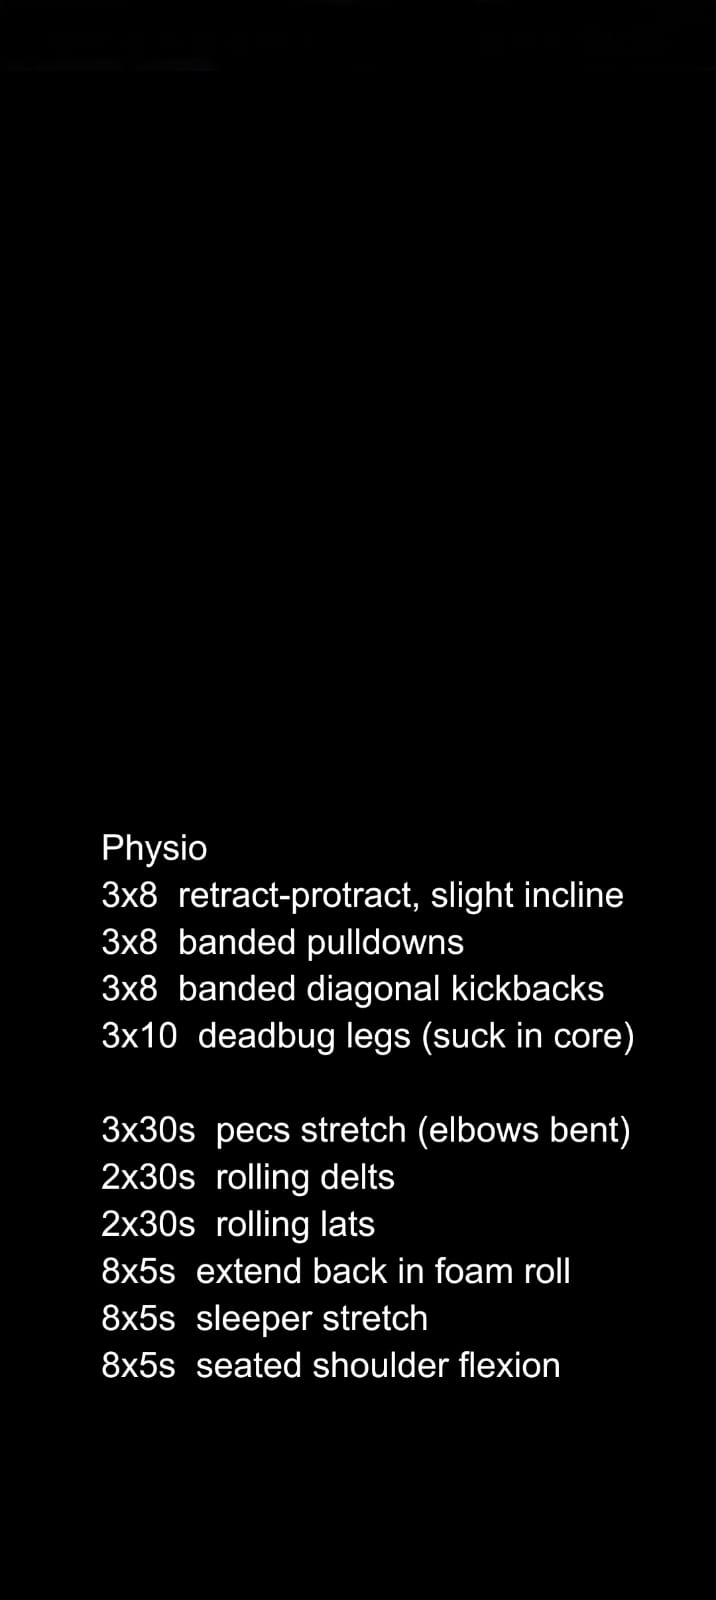 Physio
3x8  retract-protract, slight incline
3x8  banded pulldowns
3x8  banded diagonal kickbacks
3x10  deadbug legs (suck in core)

3x30s  pecs stretch (elbows bent)
2x30s  rolling delts
2x30s  rolling lats
8x5s  extend back in foam roll
8x5s  sleeper stretch
8x5s  seated shoulder flexion